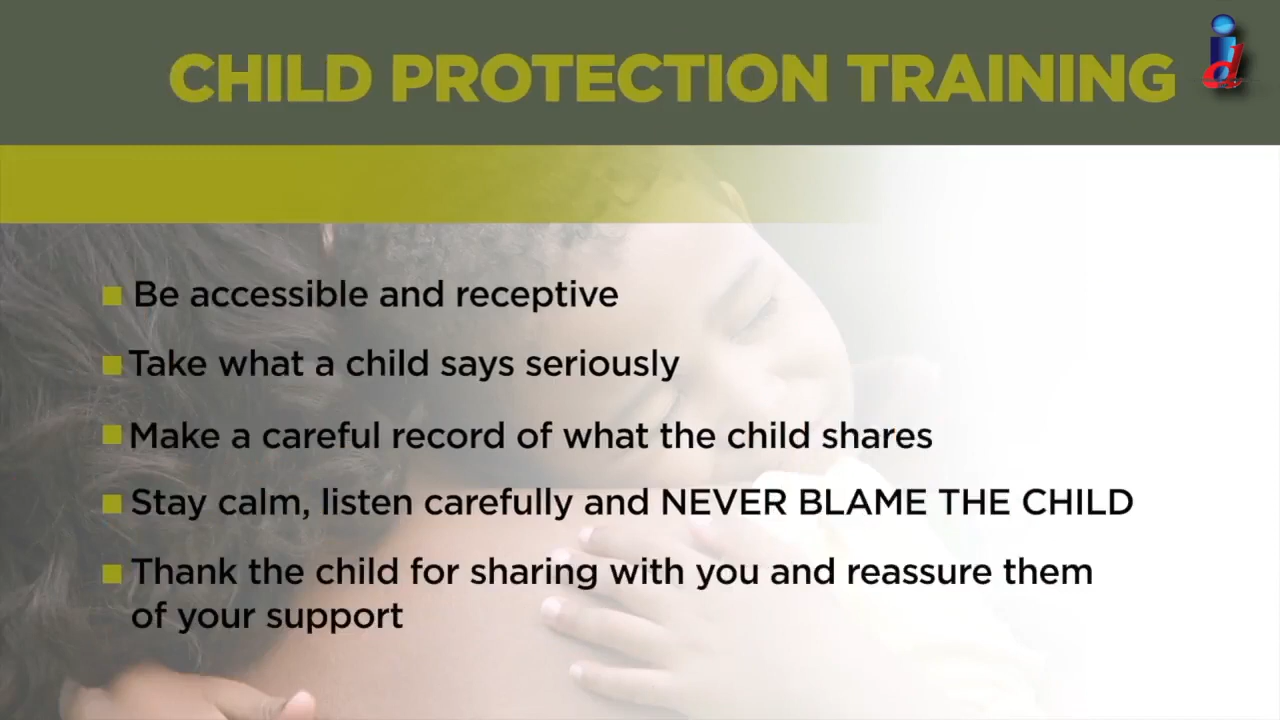 CHILD PROTECTION TRAINING
id
Be accessible and receptive
Take what a child says seriously
Make a careful record of what the child shares
Stay calm, listen carefully and NEVER BLAME THE CHILD
Thank the child for sharing with you and reassure them
of your support